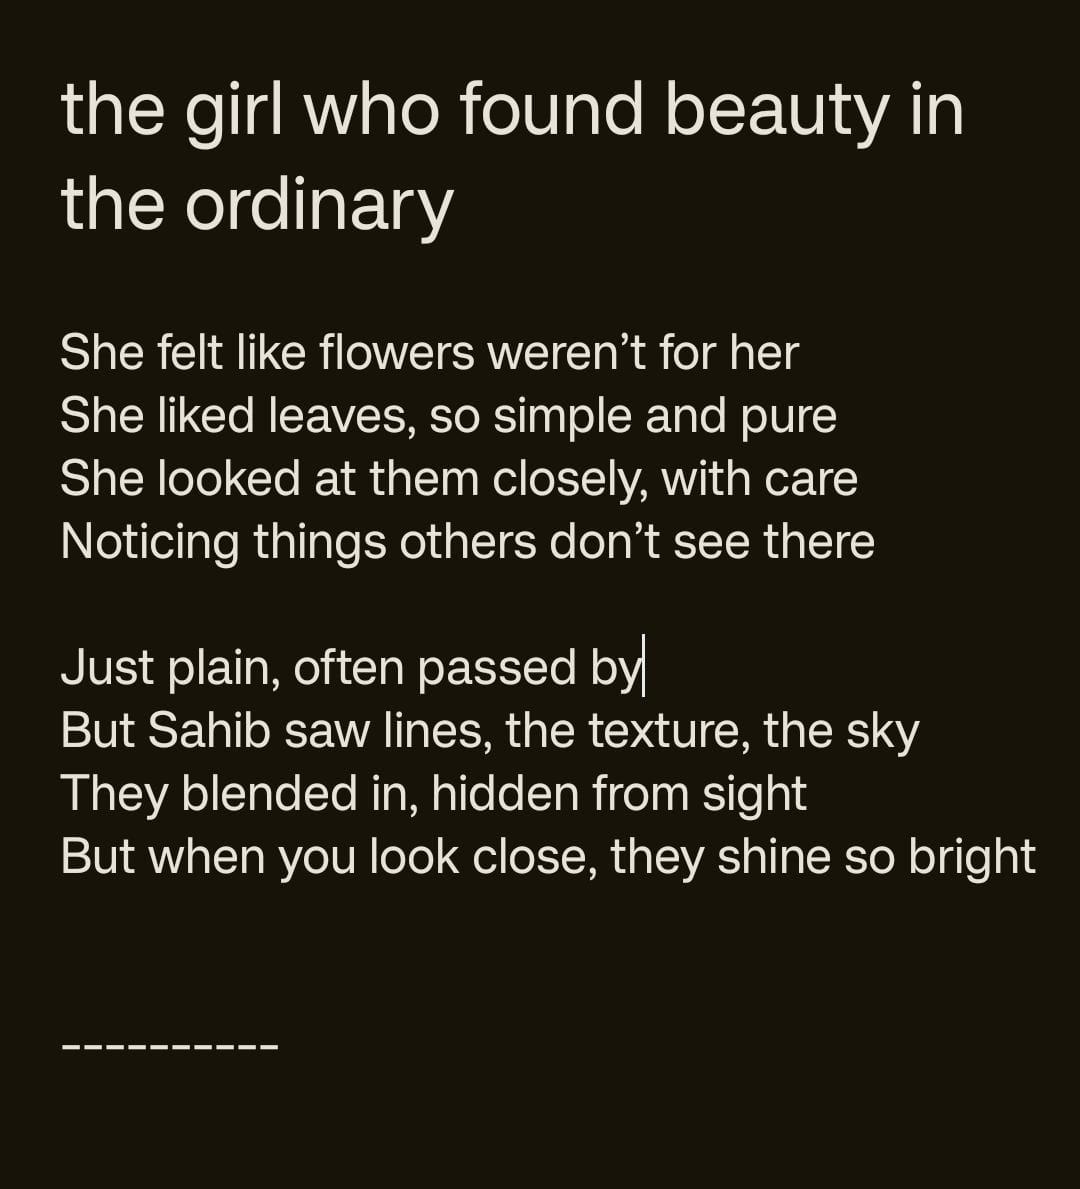 the girl who found beauty in
the ordinary
She felt like flowers weren’t for her
She liked leaves, so simple and pure
She looked at them closely, with care
Noticing things others don’t see there
Just plain, often passed by
But Sahib saw lines, the texture, the sky
They blended in, hidden from sight
But when you look close, they shine so bright
----------